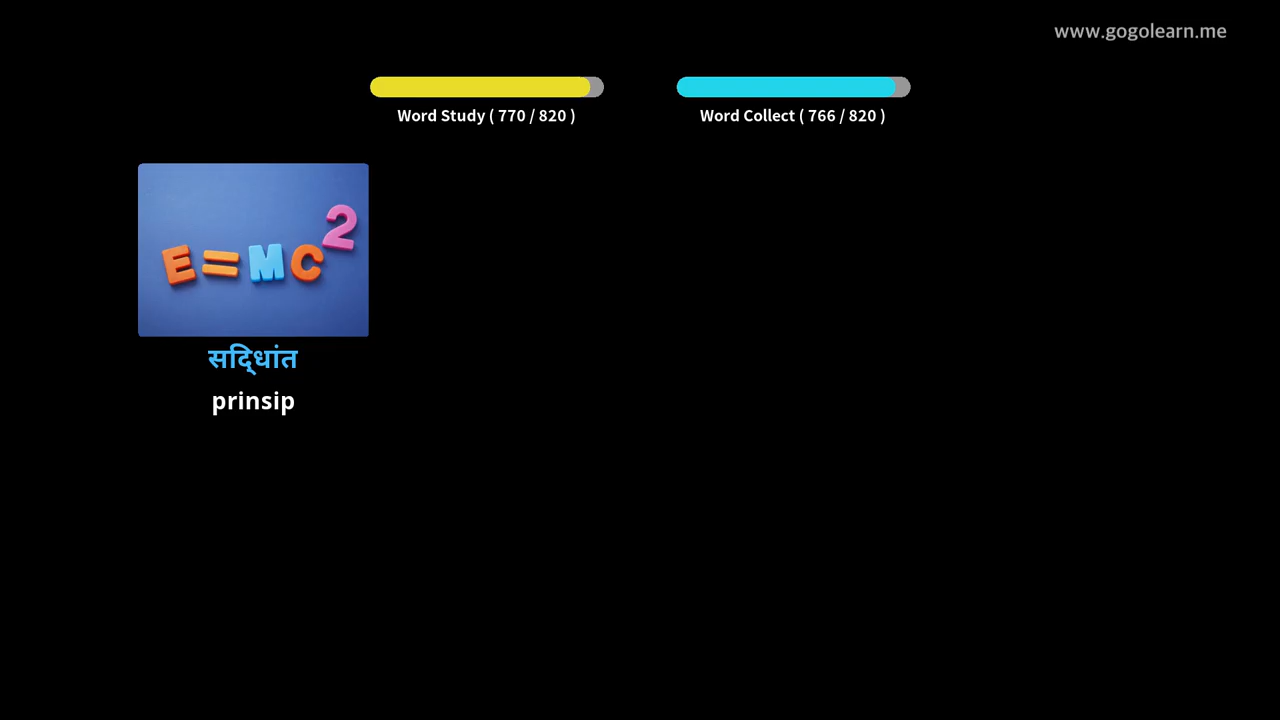 www.gogolearn.me
Word Study ( 770 / 820 )
Word Collect ( 766 / 820 )
E=MC²
सद्िधांत
prinsip